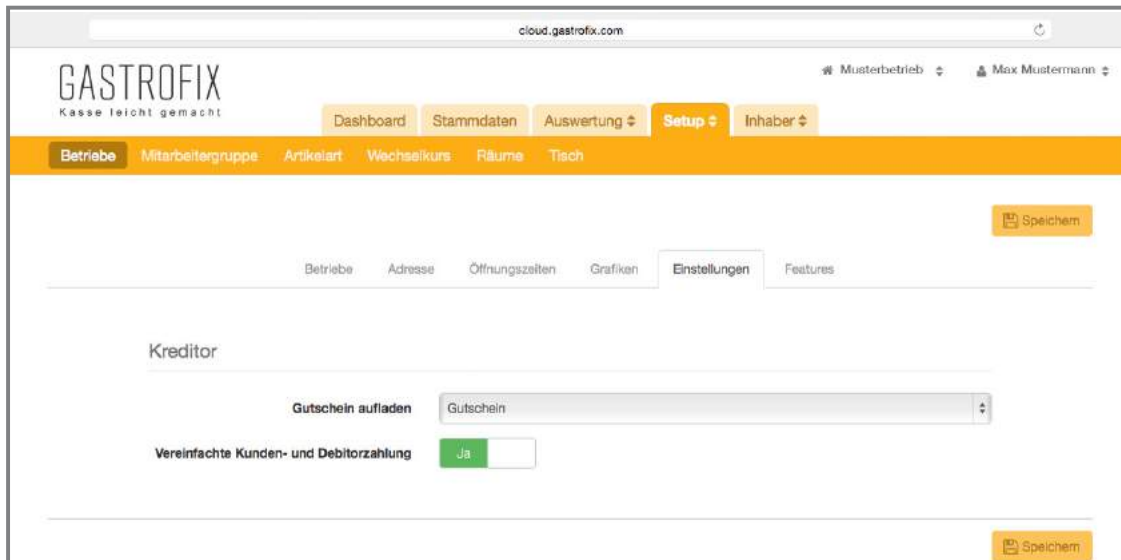 cloud.gastrofix.com
GASTROFIX
Kasse leicht gemacht
Musterbetrieb Max Mustermann
Dashboard Stammdaten Auswertung Setup Inhaber
Betriebe Mitarbeitergruppe Artikelart Wechselkurs Räume Tisch
Speichern
Betriebe Adresse Öffnungszeiten Grafiken Einstellungen Features
Kreditor
Gutschein aufladen Gutschein
Vereinfachte Kunden- und Debitorzahlung Ja
Speichern